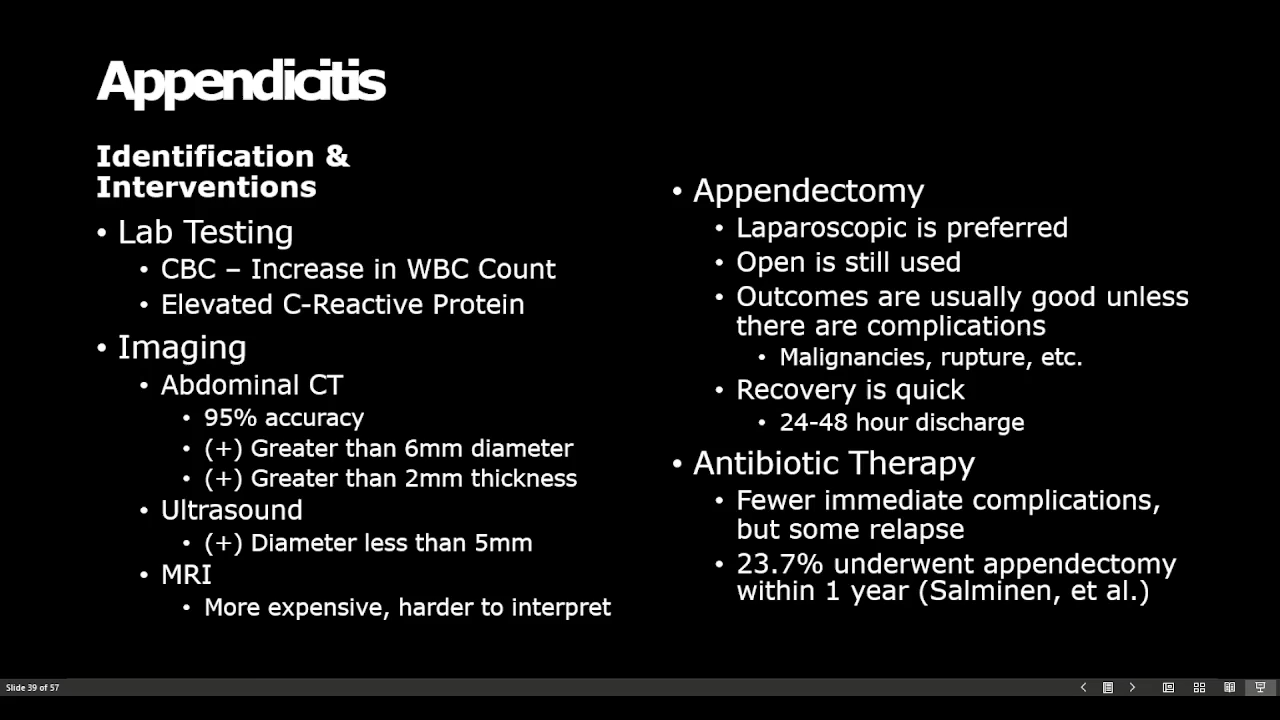 Appendicitis
Identification &
Interventions
• Lab Testing
• CBC – Increase in WBC Count
• Elevated C-Reactive Protein
• Imaging
• Abdominal CT
• 95% accuracy
• (+) Greater than 6mm diameter
• (+) Greater than 2mm thickness
• Ultrasound
• (+) Diameter less than 5mm
• MRI
• More expensive, harder to interpret
• Appendectomy
• Laparoscopic is preferred
• Open is still used
• Outcomes are usually good unless
there are complications
• Malignancies, rupture, etc.
• Recovery is quick
• 24-48 hour discharge
• Antibiotic Therapy
• Fewer immediate complications,
but some relapse
• 23.7% underwent appendectomy
within 1 year (Salminen, et al.)
Slide 39 of 57